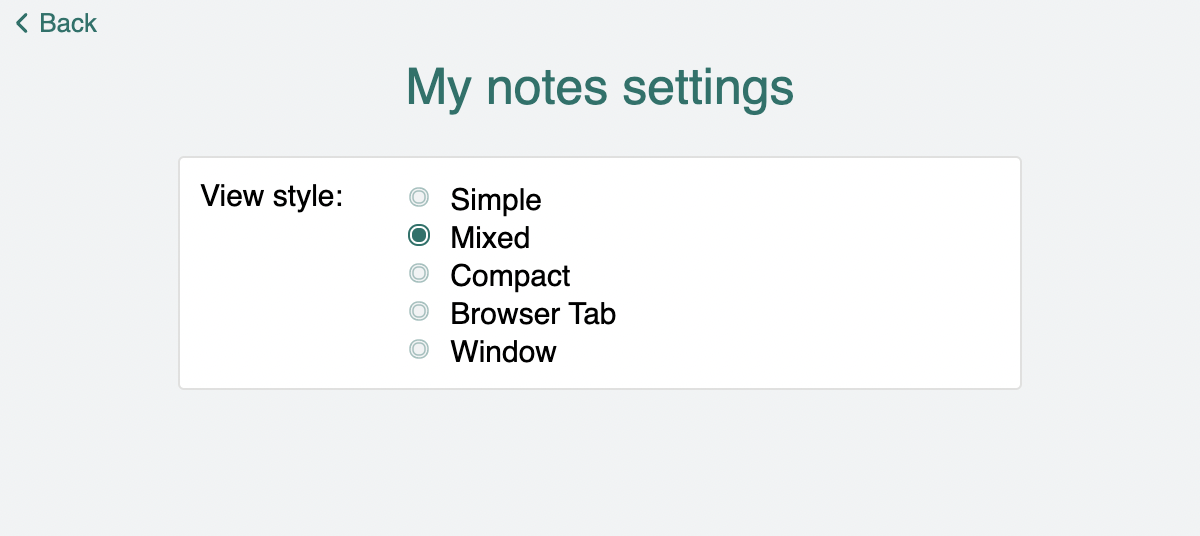 Back
My notes settings
View style:
Simple
Mixed
Compact
Browser Tab
Window